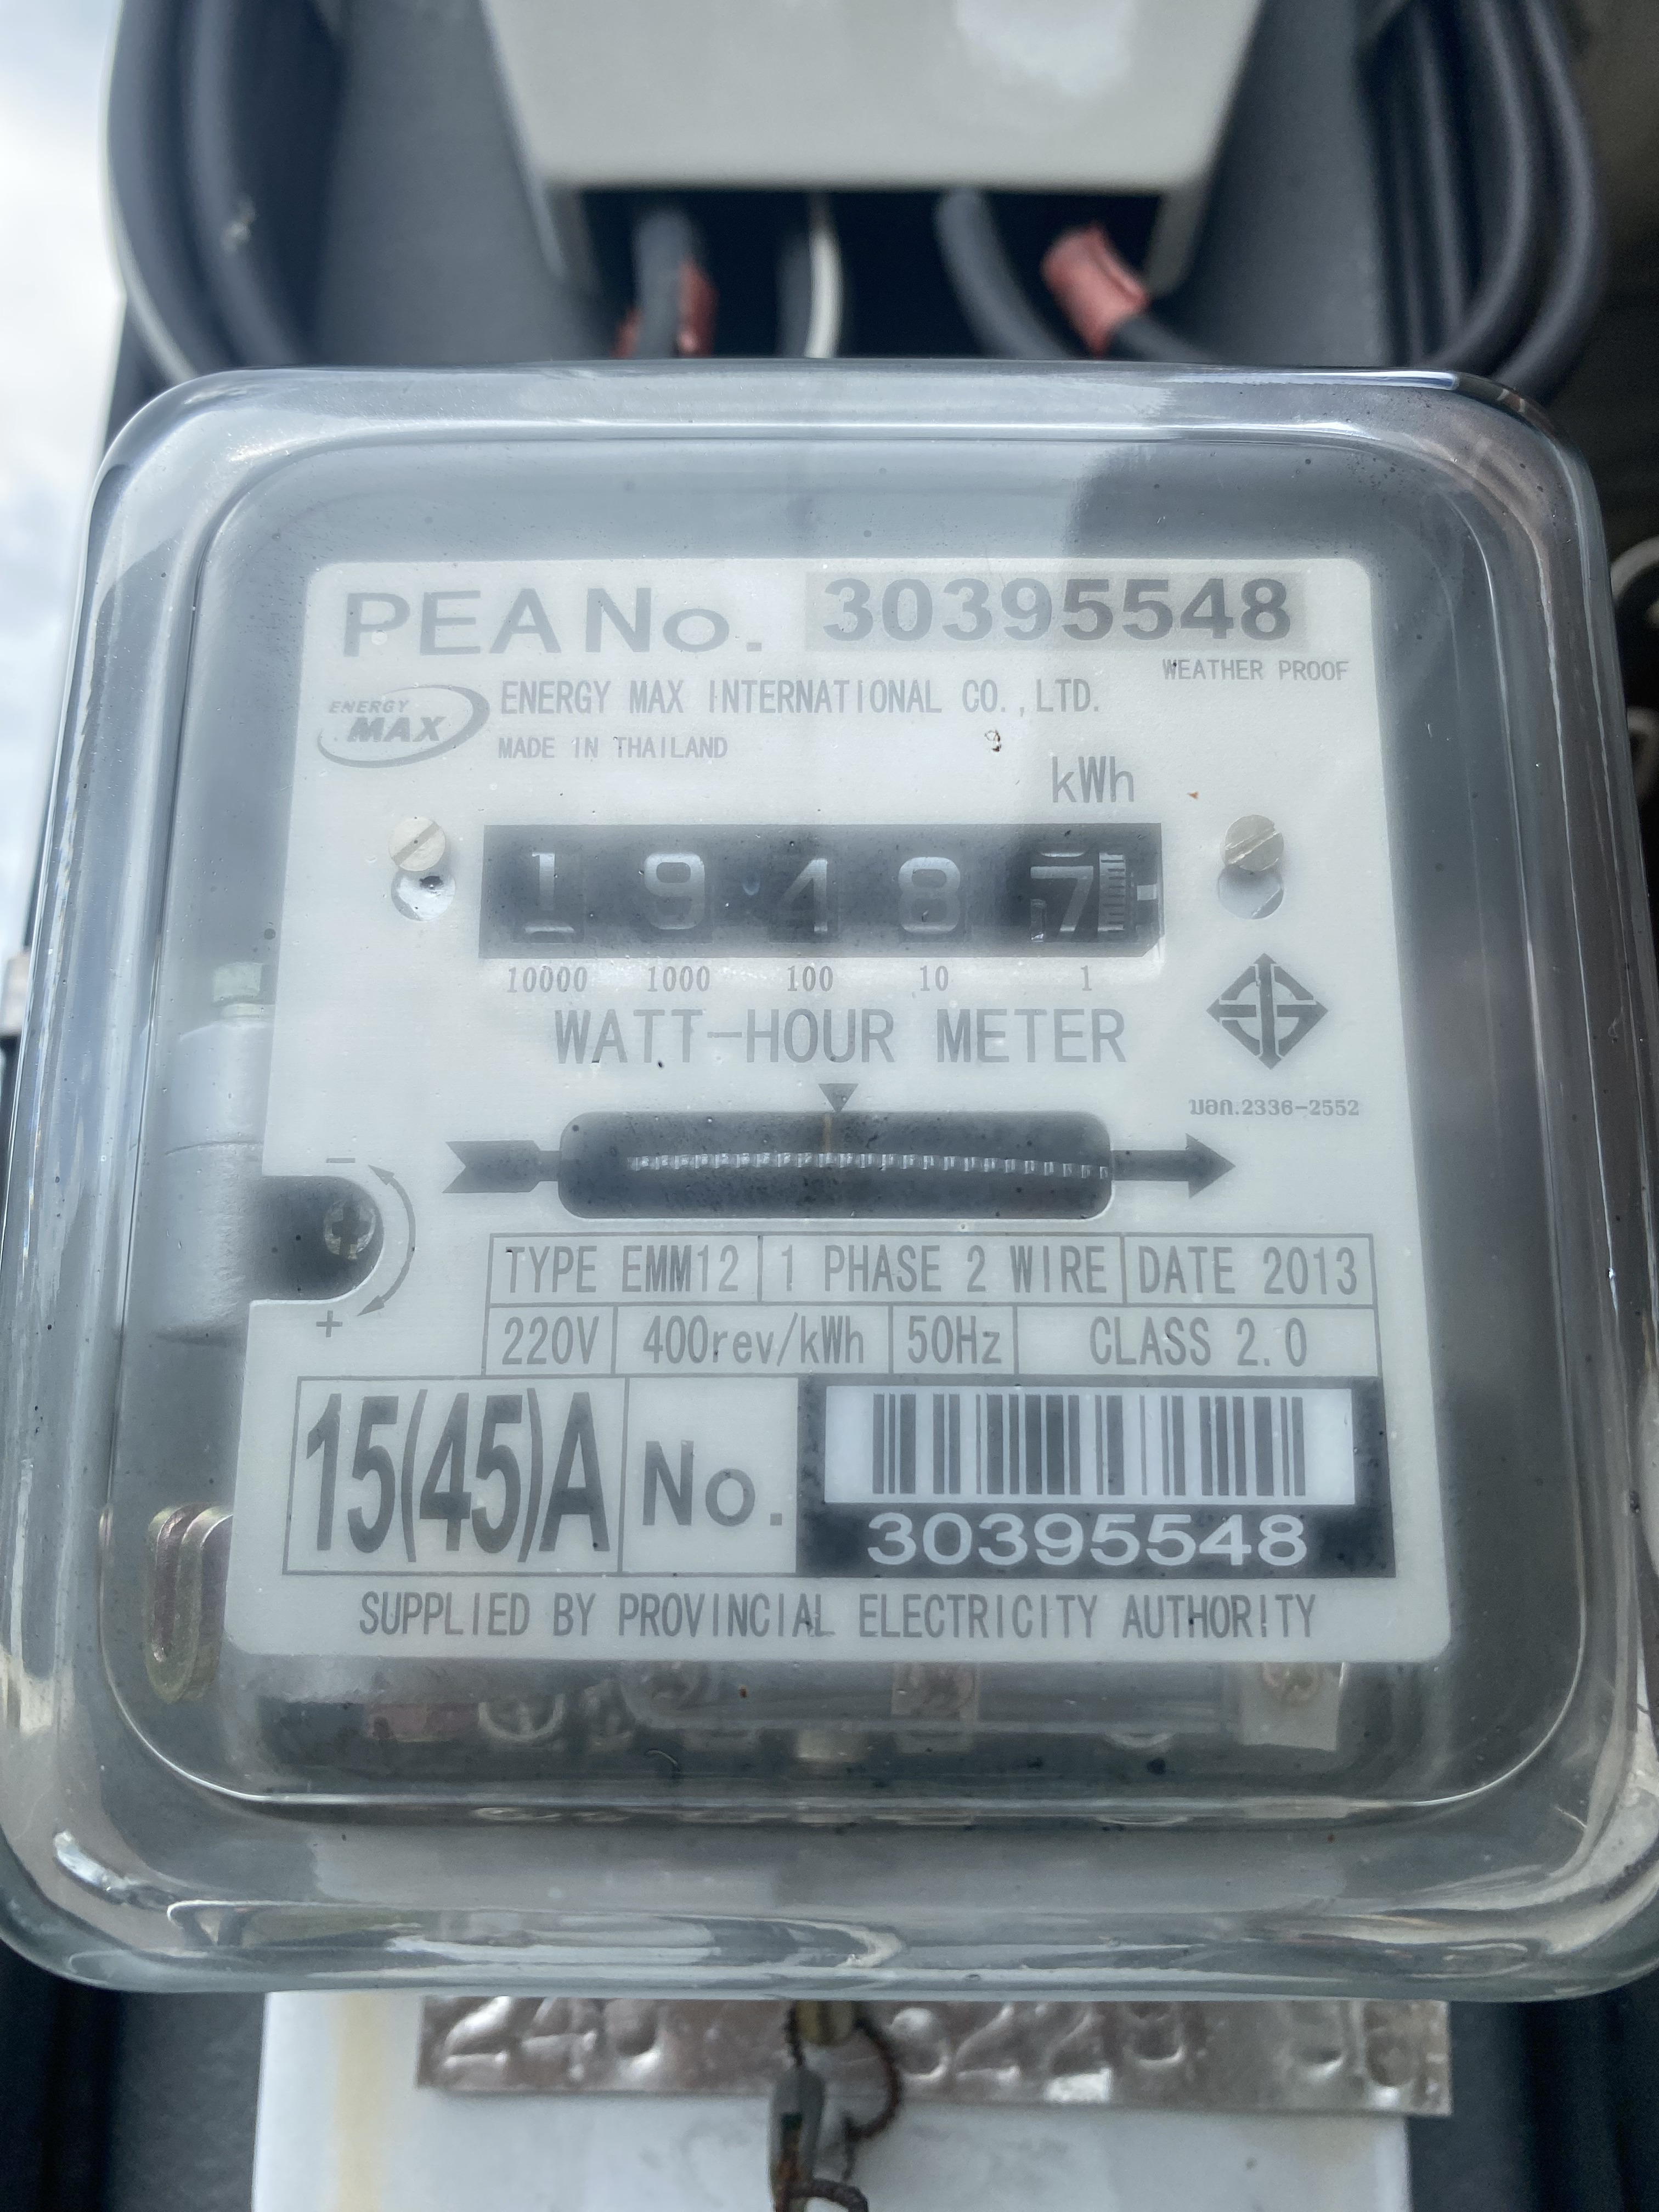 PEA No. 30395548
WEATHER PROOF
ENERGY MAX
ENERGY MAX INTERNATIONAL CO.,LTD.
MADE IN THAILAND
kWh
1 9 4 8 7
10000 1000 100 10 1
WATT-HOUR METER
มอก.2336-2552
−
+
TYPE EMM12 1 PHASE 2 WIRE DATE 2013
220V 400rev/kWh 50Hz CLASS 2.0
15(45)A No. 30395548
SUPPLIED BY PROVINCIAL ELECTRICITY AUTHORITY